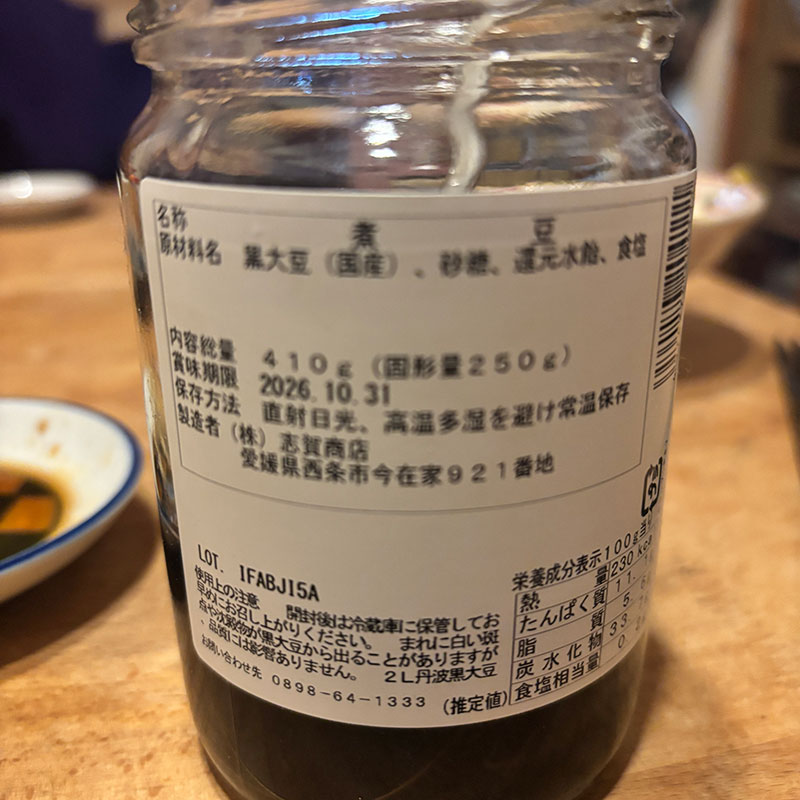 名称 煮 豆
原材料名 黒大豆(国産)、砂糖、還元水飴、食塩
内容総量 410g(固形量250g)
賞味期限 2026.10.31
保存方法 直射日光、高温多湿を避け常温保存
製造者 (株)志賀商店
愛媛県西条市今在家921番地
LOT. IFABJI5A
使用上の注意 開封後は冷蔵庫に保管してお
早めにお召し上がりください。 まれに白い斑
点や沈殿物が黒大豆から出ることがありますが
、品質には影響ありません。 2L丹波黒大豆
お問い合わせ先 0898-64-1333
栄養成分表示100g当
熱量 230 kca
たんぱく質 11.
脂質 5.
炭水化物 33.
食塩相当量 0.
(推定値)